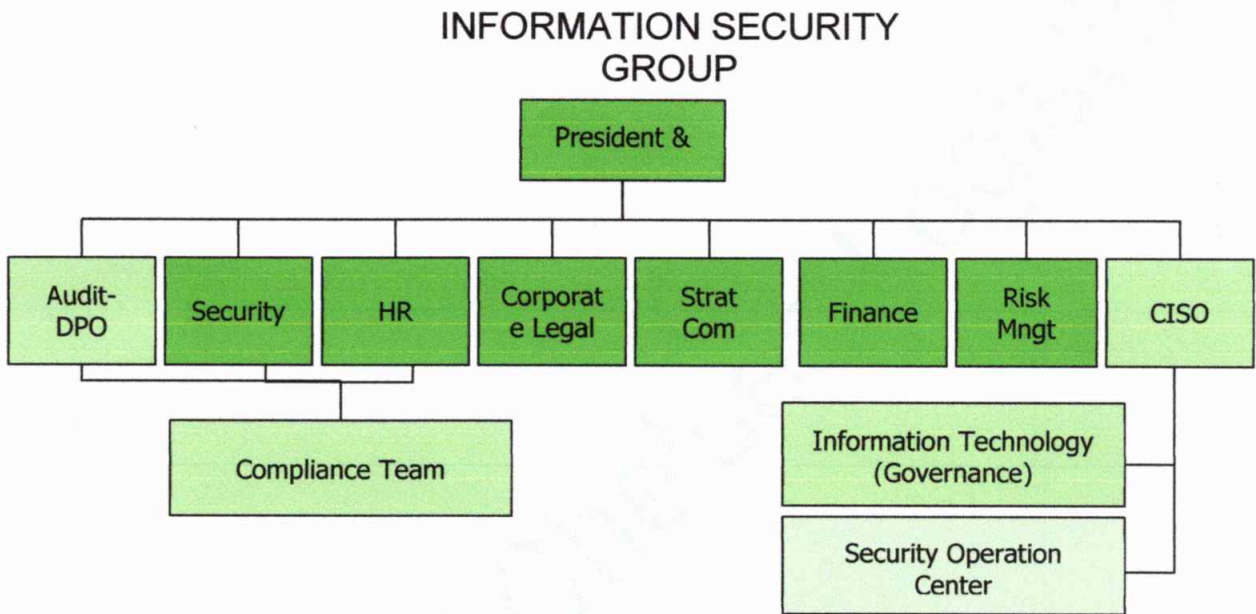 INFORMATION SECURITY
GROUP
President &
Audit-
DPO
Security
HR
Corporat
e Legal
Strat
Com
Finance
Risk
Mngt
CISO
Compliance Team
Information Technology
(Governance)
Security Operation
Center